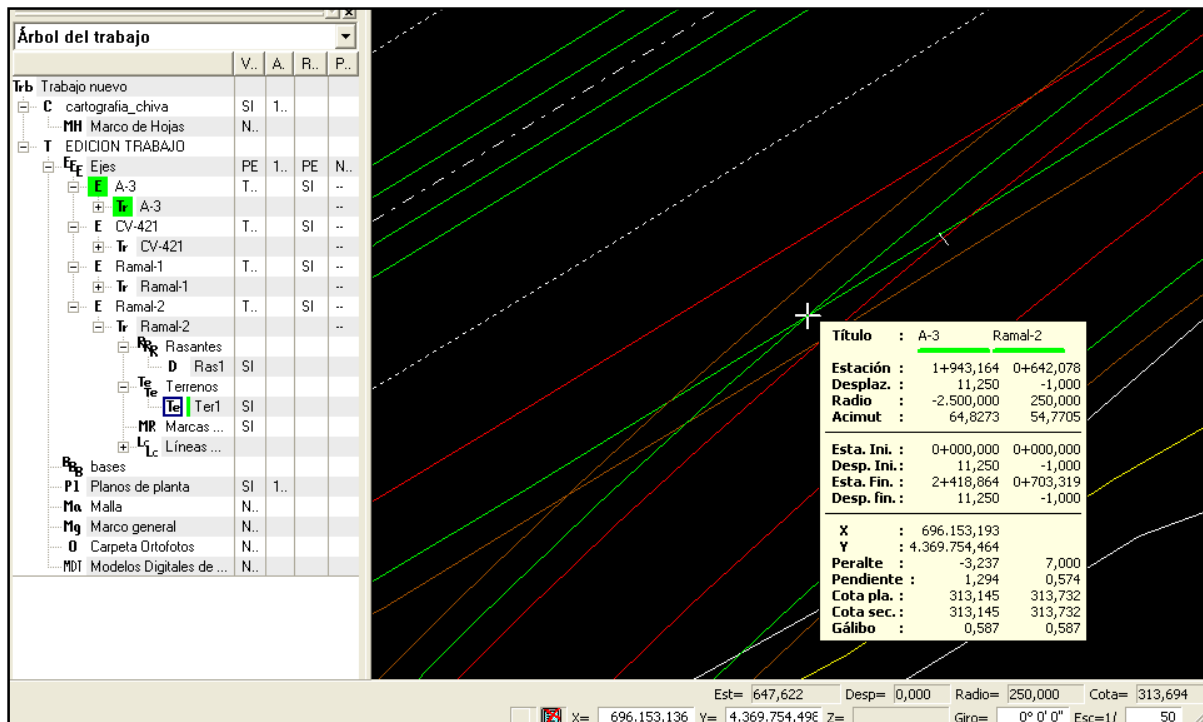 Árbol del trabajo
V.. A. R.. P..
Trb Trabajo nuevo
C cartografia_chiva SI 1..
MH Marco de Hojas N..
T EDICION TRABAJO
EEE Ejes PE 1.. PE N..
E A-3 T.. SI --
Tr A-3 --
E CV-421 T.. SI --
Tr CV-421 --
E Ramal-1 T.. SI --
Tr Ramal-1 --
E Ramal-2 T.. SI --
Tr Ramal-2 --
RRR Rasantes
D Ras1 SI
TeTe Terrenos
Te Ter1 SI
MR Marcas ... SI
LcLc Líneas ...
BBB bases
Pl Planos de planta SI 1..
Ma Malla N..
Mg Marco general N..
O Carpeta Ortofotos N..
MDT Modelos Digitales de ... N..
Título : A-3 Ramal-2
Estación : 1+943,164 0+642,078
Desplaz. : 11,250 -1,000
Radio : -2.500,000 250,000
Acimut : 64,8273 54,7705
Esta. Ini. : 0+000,000 0+000,000
Desp. Ini. : 11,250 -1,000
Esta. Fin. : 2+418,864 0+703,319
Desp. fin. : 11,250 -1,000
X : 696.153,193
Y : 4.369.754,464
Peralte : -3,237 7,000
Pendiente : 1,294 0,574
Cota pla. : 313,145 313,732
Cota sec. : 313,145 313,732
Gálibo : 0,587 0,587
Est= 647,622 Desp= 0,000 Radio= 250,000 Cota= 313,694
X= 696.153,136 Y= 4.369.754,498 Z= Giro= 0° 0' 0" Esc=1/ 50